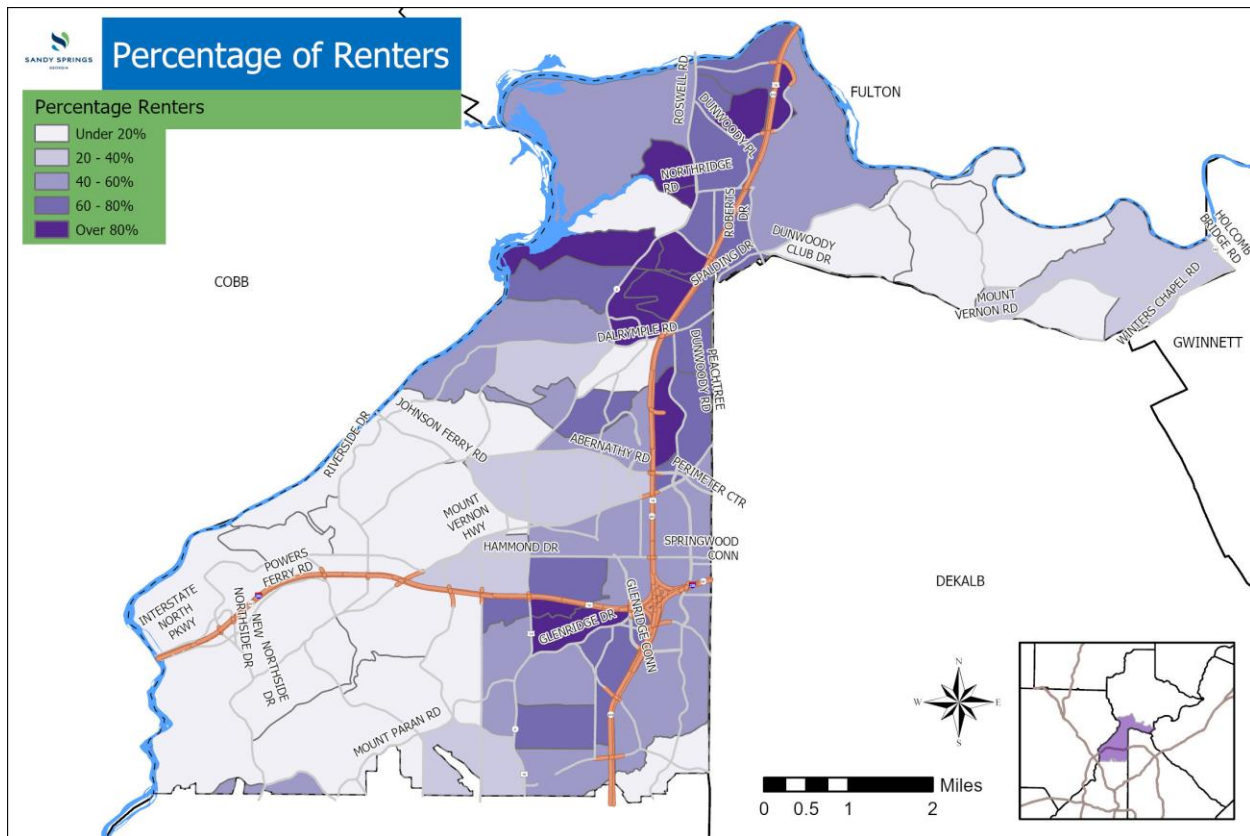 SANDY SPRINGS
GEORGIA
Percentage of Renters
Percentage Renters
Under 20%
20 - 40%
40 - 60%
60 - 80%
Over 80%
FULTON
ROSWELL RD
DUNWOODY PL
NORTHRIDGE
RD
ROBERTS
DR
HOLCOMB
BRIDGE RD
SPALDING DR
DUNWOODY
CLUB DR
COBB
MOUNT
VERNON RD
WINTERS CHAPEL RD
GWINNETT
DALRYMPLE RD
PEACHTREE
DUNWOODY RD
RIVERSIDE DR
JOHNSON FERRY RD
ABERNATHY RD
PERIMETER CTR
MOUNT
VERNON
HWY
HAMMOND DR
SPRINGWOOD
CONN
POWERS
FERRY RD
DEKALB
INTERSTATE
NORTH
PKWY
NORTHSIDE DR
NEW NORTHSIDE
DR
GLENRIDGE DR
GLENRIDGE CONN
MOUNT PARAN RD
N
W
E
S
Miles
0
0.5
1
2